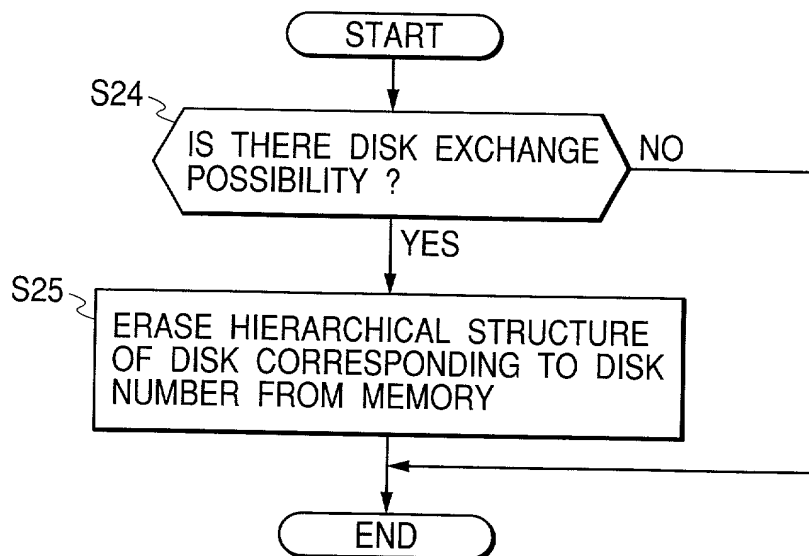 START
S24
IS THERE DISK EXCHANGE
POSSIBILITY ?
NO
YES
S25
ERASE HIERARCHICAL STRUCTURE
OF DISK CORRESPONDING TO DISK
NUMBER FROM MEMORY
END